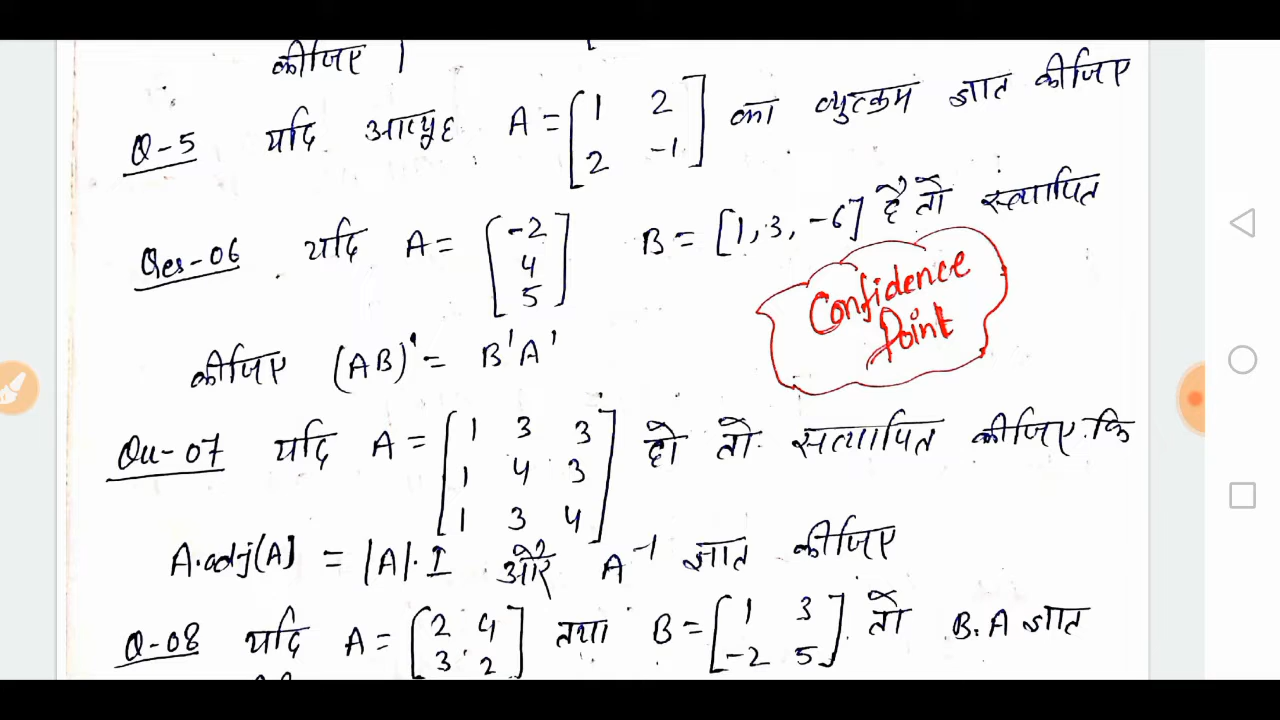 कीजिए |
Q-5 यदि आव्यूह A = [1 2 का व्युत्क्रम ज्ञात कीजिए
2 -1]
Qes-06 यदि A = [-2 4 5] B = [1, 3, -6] है तो सत्यापित
कीजिए (AB)' = B'A'
Confidence
Point
Qu-07 यदि A = [1 3 3 हो तो सत्यापित कीजिए कि
1 4 3
1 3 4]
A.adj(A) = |A|.I और A⁻¹ ज्ञात कीजिए
Q-08 यदि A = [2 4 तथा B = [1 3 तो B.A ज्ञात
3 2] -2 5]